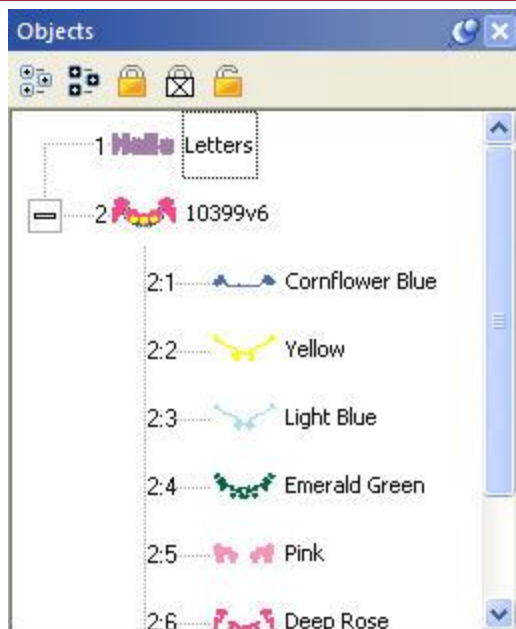 Objects
1 Hello Letters
2 10399v6
2:1 Cornflower Blue
2:2 Yellow
2:3 Light Blue
2:4 Emerald Green
2:5 Pink
2:6 Deep Rose